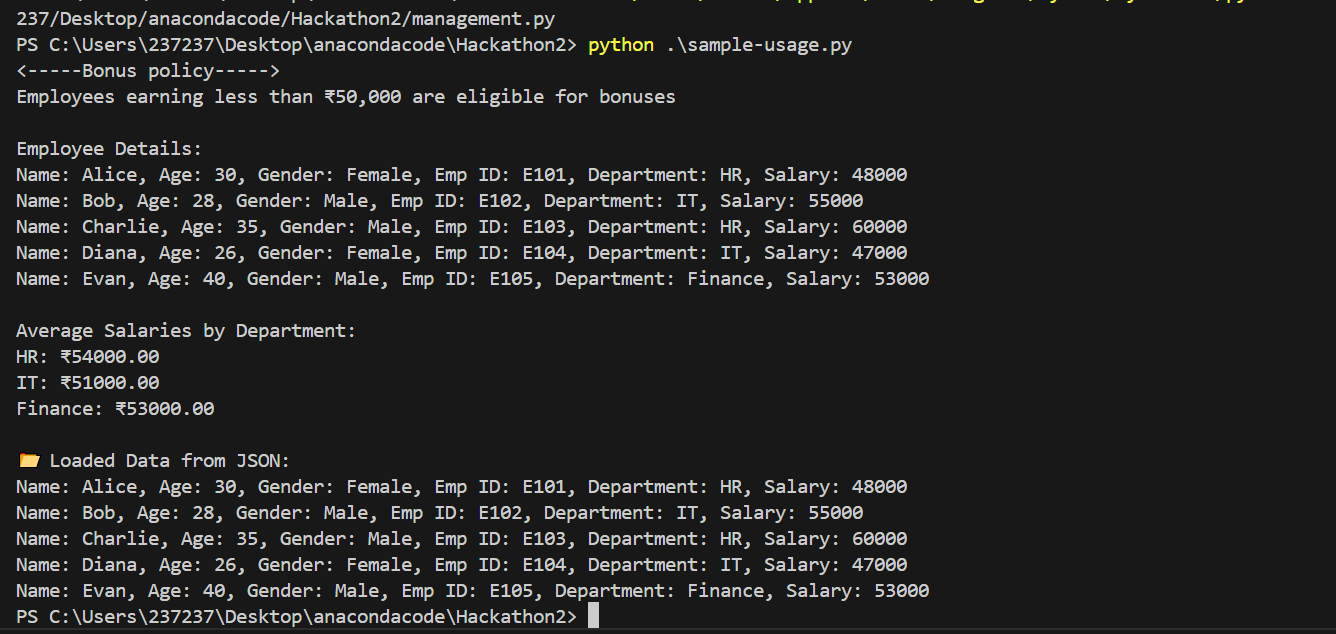 237/Desktop/anacondacode/Hackathon2/management.py
PS C:\Users\237237\Desktop\anacondacode\Hackathon2> python .\sample-usage.py
<-----Bonus policy----->
Employees earning less than ₹50,000 are eligible for bonuses
Employee Details:
Name: Alice, Age: 30, Gender: Female, Emp ID: E101, Department: HR, Salary: 48000
Name: Bob, Age: 28, Gender: Male, Emp ID: E102, Department: IT, Salary: 55000
Name: Charlie, Age: 35, Gender: Male, Emp ID: E103, Department: HR, Salary: 60000
Name: Diana, Age: 26, Gender: Female, Emp ID: E104, Department: IT, Salary: 47000
Name: Evan, Age: 40, Gender: Male, Emp ID: E105, Department: Finance, Salary: 53000
Average Salaries by Department:
HR: ₹54000.00
IT: ₹51000.00
Finance: ₹53000.00
📂 Loaded Data from JSON:
Name: Alice, Age: 30, Gender: Female, Emp ID: E101, Department: HR, Salary: 48000
Name: Bob, Age: 28, Gender: Male, Emp ID: E102, Department: IT, Salary: 55000
Name: Charlie, Age: 35, Gender: Male, Emp ID: E103, Department: HR, Salary: 60000
Name: Diana, Age: 26, Gender: Female, Emp ID: E104, Department: IT, Salary: 47000
Name: Evan, Age: 40, Gender: Male, Emp ID: E105, Department: Finance, Salary: 53000
PS C:\Users\237237\Desktop\anacondacode\Hackathon2>